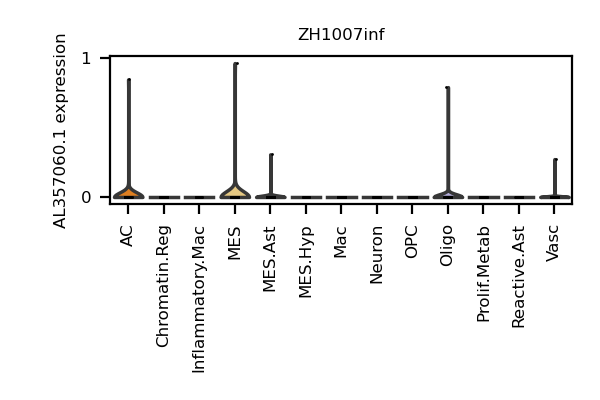 ZH1007inf
AL357060.1 expression
1
0
AC
Chromatin.Reg
Inflammatory.Mac
MES
MES.Ast
MES.Hyp
Mac
Neuron
OPC
Oligo
Prolif.Metab
Reactive.Ast
Vasc